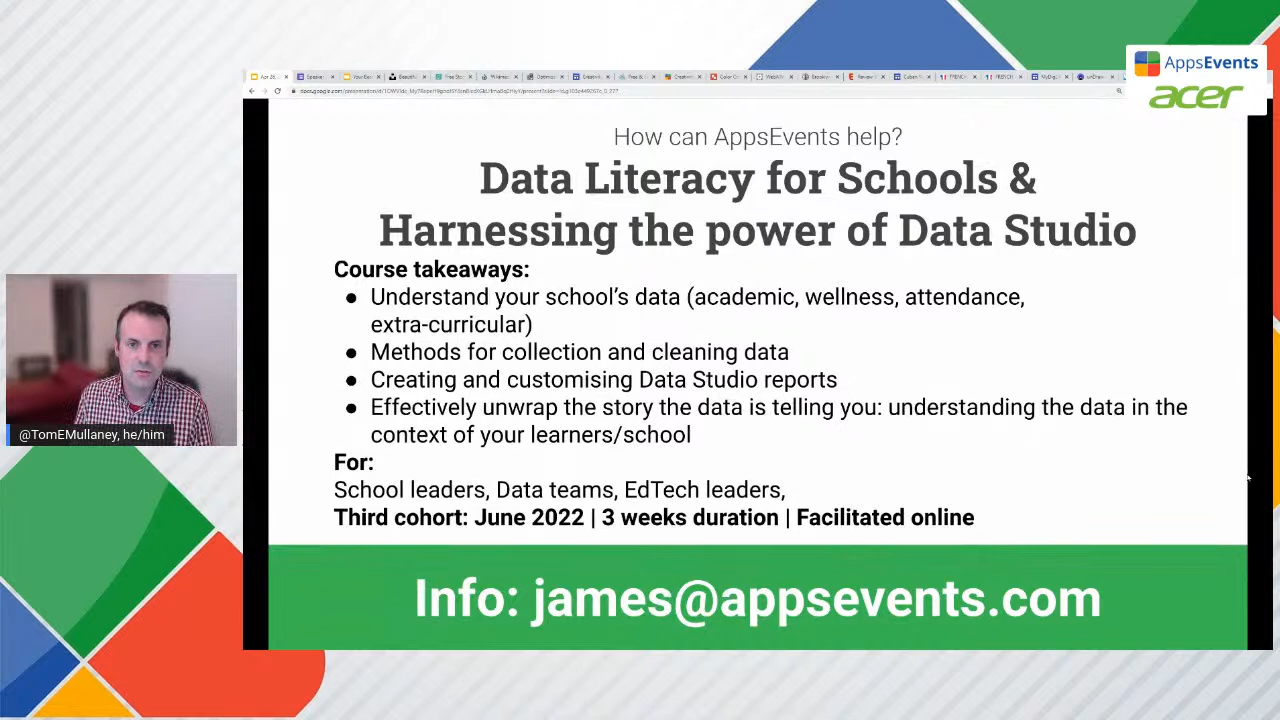 AppsEvents
acer
How can AppsEvents help?
Data Literacy for Schools &
Harnessing the power of Data Studio
Course takeaways:
● Understand your school's data (academic, wellness, attendance,
extra-curricular)
● Methods for collection and cleaning data
● Creating and customising Data Studio reports
● Effectively unwrap the story the data is telling you: understanding the data in the
context of your learners/school
For:
School leaders, Data teams, EdTech leaders,
Third cohort: June 2022 | 3 weeks duration | Facilitated online
Info: james@appsevents.com
@TomEMullaney, he/him